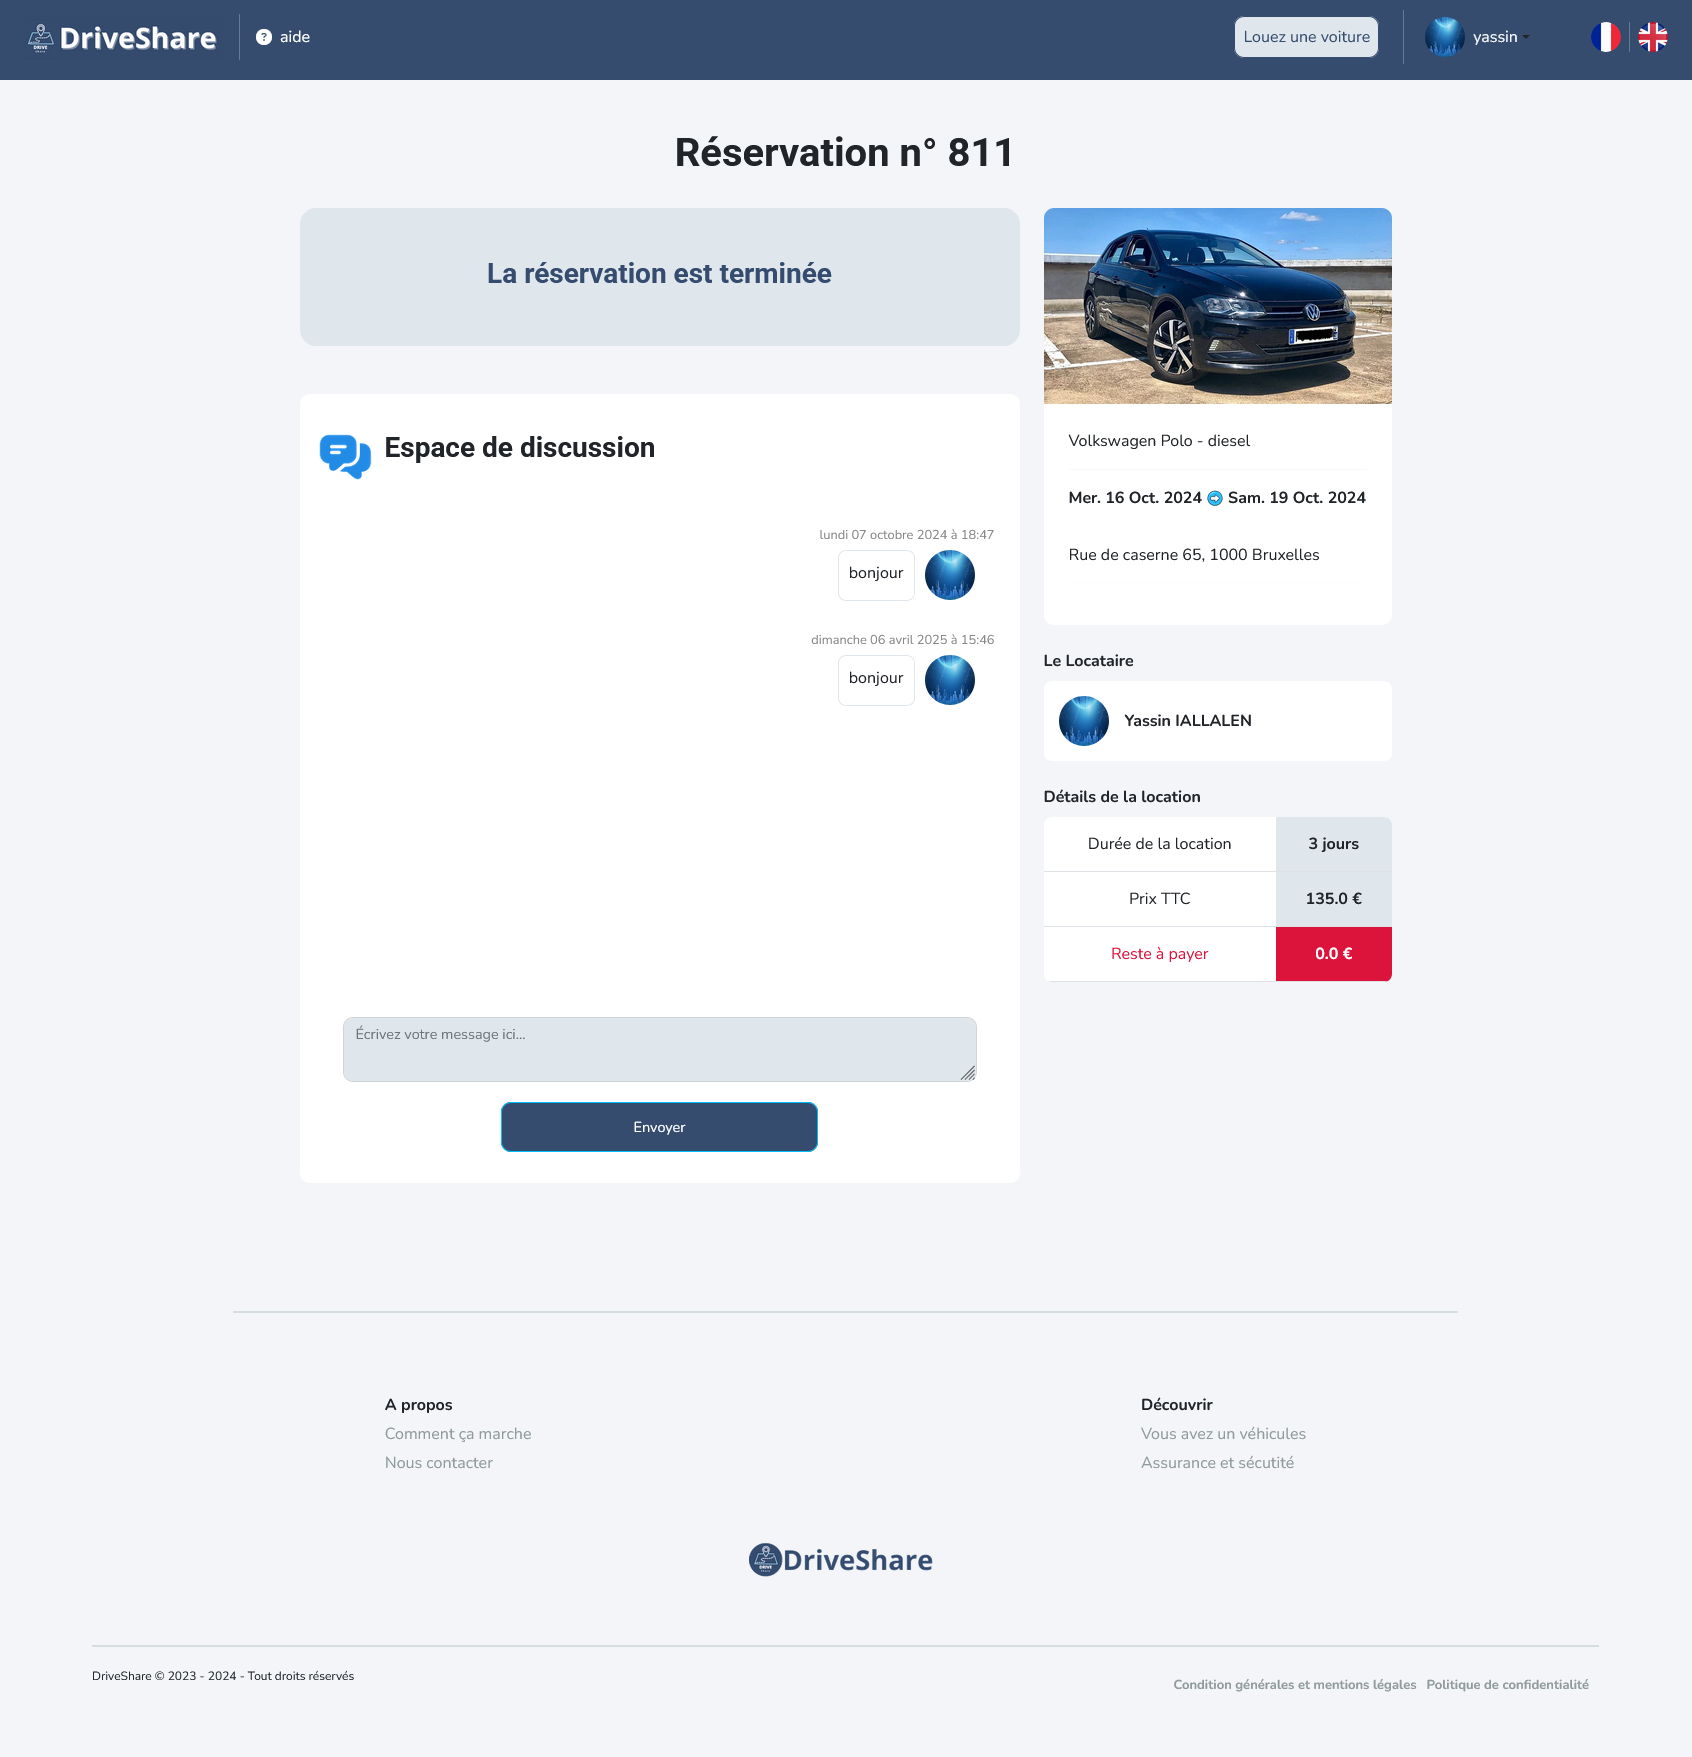 DriveShare
aide
Louez une voiture
yassin
Réservation n° 811
La réservation est terminée
Espace de discussion
lundi 07 octobre 2024 à 18:47
bonjour
dimanche 06 avril 2025 à 15:46
bonjour
Écrivez votre message ici...
Envoyer
Volkswagen Polo - diesel
Mer. 16 Oct. 2024 Sam. 19 Oct. 2024
Rue de caserne 65, 1000 Bruxelles
Le Locataire
Yassin IALLALEN
Détails de la location
Durée de la location 3 jours
Prix TTC 135.0 €
Reste à payer 0.0 €
A propos
Comment ça marche
Nous contacter
Découvrir
Vous avez un véhicules
Assurance et sécutité
DriveShare
DriveShare © 2023 - 2024 - Tout droits réservés
Condition générales et mentions légales Politique de confidentialité